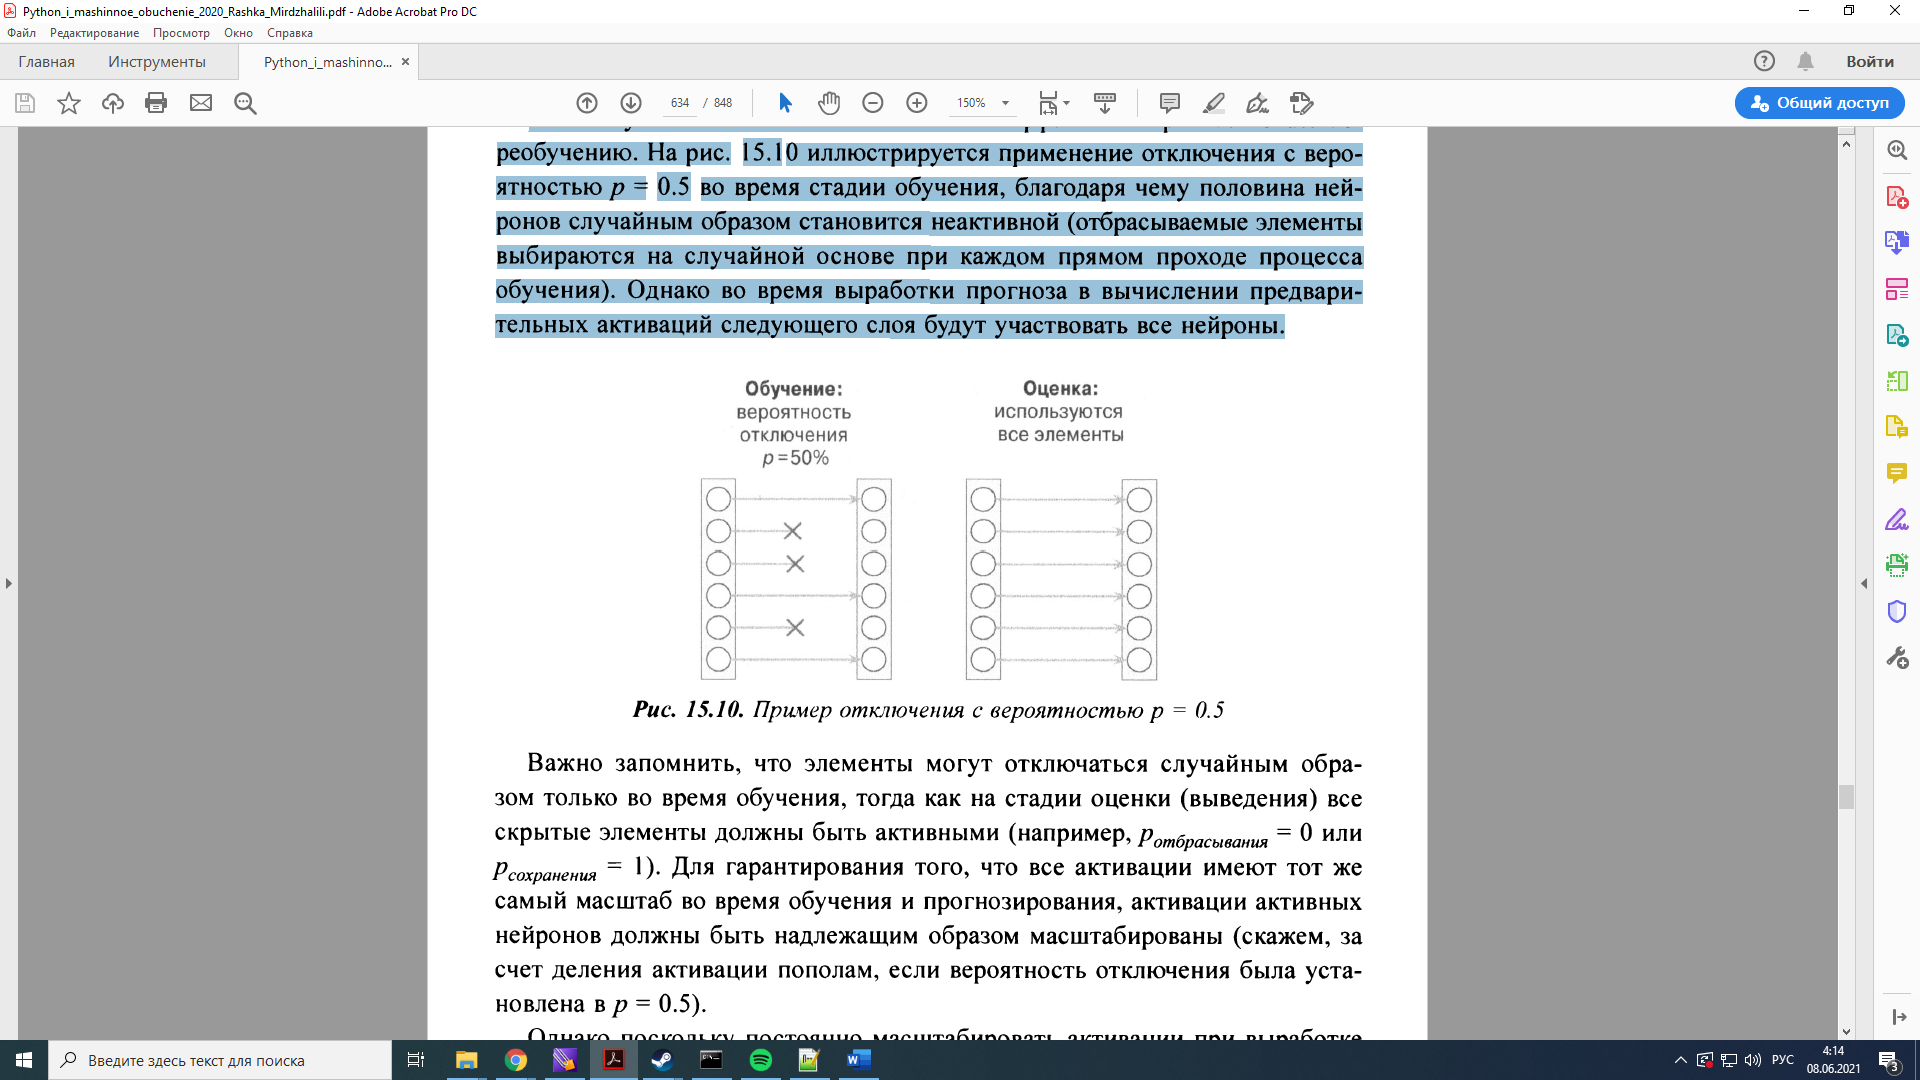 Python_i_mashinnoe_obuchenie_2020_Rashka_Mirdzhalili.pdf - Adobe Acrobat Pro DC
Файл Редактирование Просмотр Окно Справка
Главная Инструменты Python_i_mashinno... × Войти
634 / 848 150% Общий доступ
реобучению. На рис. 15.10 иллюстрируется применение отключения с веро-
ятностью p = 0.5 во время стадии обучения, благодаря чему половина ней-
ронов случайным образом становится неактивной (отбрасываемые элементы
выбираются на случайной основе при каждом прямом проходе процесса
обучения). Однако во время выработки прогноза в вычислении предвари-
тельных активаций следующего слоя будут участвовать все нейроны.
Обучение:
вероятность
отключения
p=50%
Оценка:
используются
все элементы
Рис. 15.10. Пример отключения с вероятностью p = 0.5
Важно запомнить, что элементы могут отключаться случайным обра-
зом только во время обучения, тогда как на стадии оценки (выведения) все
скрытые элементы должны быть активными (например, pотбрасывания = 0 или
pсохранения = 1). Для гарантирования того, что все активации имеют тот же
самый масштаб во время обучения и прогнозирования, активации активных
нейронов должны быть надлежащим образом масштабированы (скажем, за
счет деления активации пополам, если вероятность отключения была уста-
новлена в p = 0.5).
Однако поскольку постоянно масштабировать активации при выработке
Введите здесь текст для поиска
РУС
4:14
08.06.2021
3